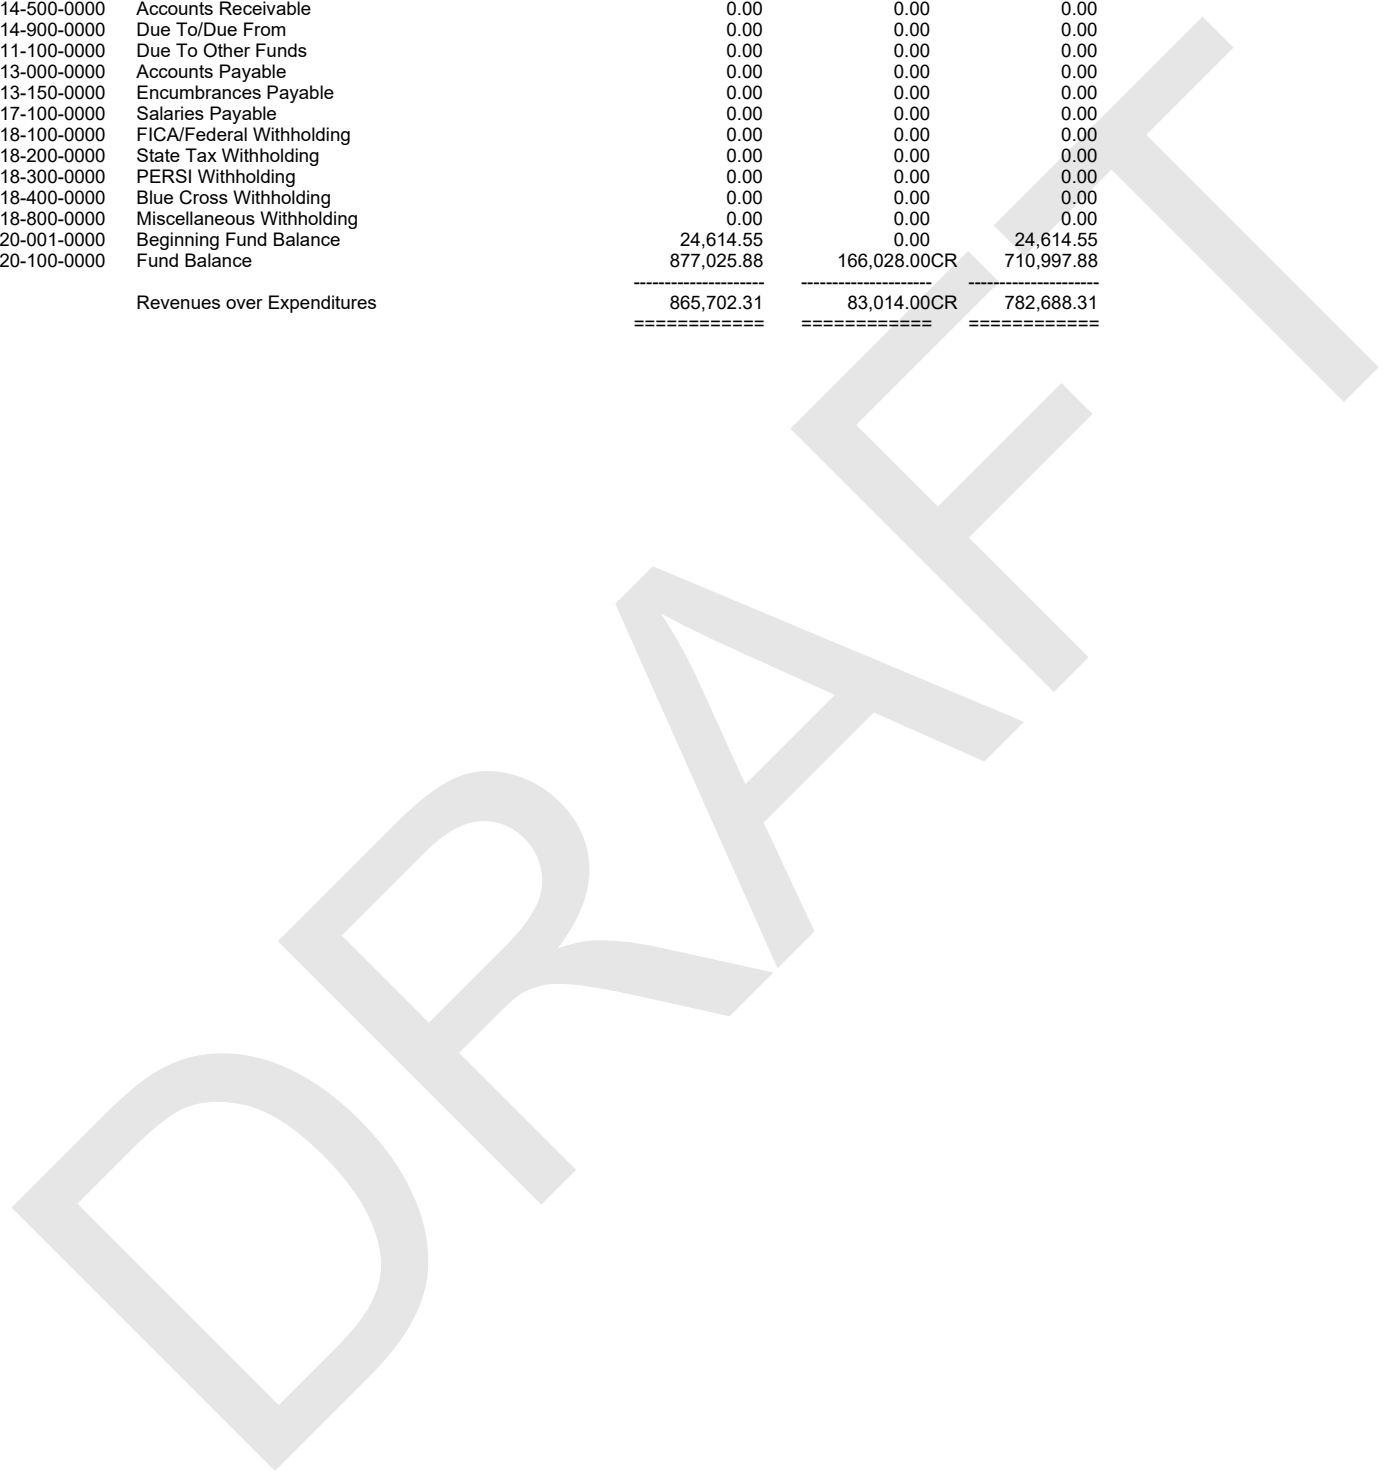 14-500-0000 Accounts Receivable 0.00 0.00 0.00
14-900-0000 Due To/Due From 0.00 0.00 0.00
11-100-0000 Due To Other Funds 0.00 0.00 0.00
13-000-0000 Accounts Payable 0.00 0.00 0.00
13-150-0000 Encumbrances Payable 0.00 0.00 0.00
17-100-0000 Salaries Payable 0.00 0.00 0.00
18-100-0000 FICA/Federal Withholding 0.00 0.00 0.00
18-200-0000 State Tax Withholding 0.00 0.00 0.00
18-300-0000 PERSI Withholding 0.00 0.00 0.00
18-400-0000 Blue Cross Withholding 0.00 0.00 0.00
18-800-0000 Miscellaneous Withholding 0.00 0.00 0.00
20-001-0000 Beginning Fund Balance 24,614.55 0.00 24,614.55
20-100-0000 Fund Balance 877,025.88 166,028.00CR 710,997.88
--------------------- --------------------- ---------------------
Revenues over Expenditures 865,702.31 83,014.00CR 782,688.31
============ ============ ============
DRAFT